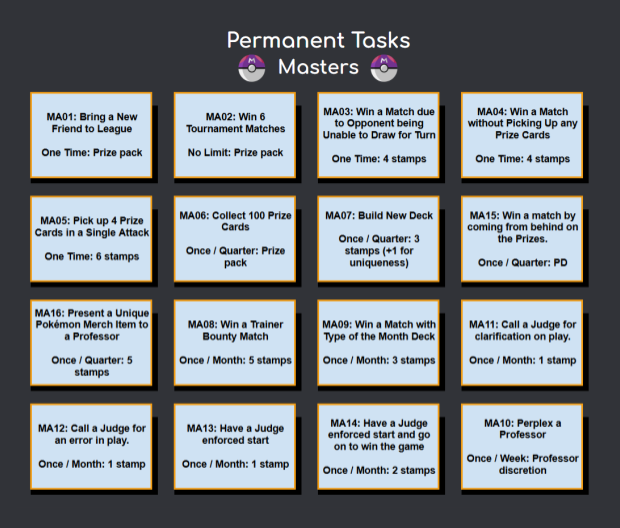 Permanent Tasks
Masters
MA01: Bring a New
Friend to League
One Time: Prize pack
MA02: Win 6
Tournament Matches
No Limit: Prize pack
MA03: Win a Match due
to Opponent being
Unable to Draw for Turn
One Time: 4 stamps
MA04: Win a Match
without Picking Up any
Prize Cards
One Time: 4 stamps
MA05: Pick up 4 Prize
Cards in a Single Attack
One Time: 6 stamps
MA06: Collect 100 Prize
Cards
Once / Quarter: Prize
pack
MA07: Build New Deck
Once / Quarter: 3
stamps (+1 for
uniqueness)
MA15: Win a match by
coming from behind on
the Prizes.
Once / Quarter: PD
MA16: Present a Unique
Pokémon Merch Item to
a Professor
Once / Quarter: 5
stamps
MA08: Win a Trainer
Bounty Match
Once / Month: 5 stamps
MA09: Win a Match with
Type of the Month Deck
Once / Month: 3 stamps
MA11: Call a Judge for
clarification on play.
Once / Month: 1 stamp
MA12: Call a Judge for
an error in play.
Once / Month: 1 stamp
MA13: Have a Judge
enforced start
Once / Month: 1 stamp
MA14: Have a Judge
enforced start and go
on to win the game
Once / Month: 2 stamps
MA10: Perplex a
Professor
Once / Week: Professor
discretion